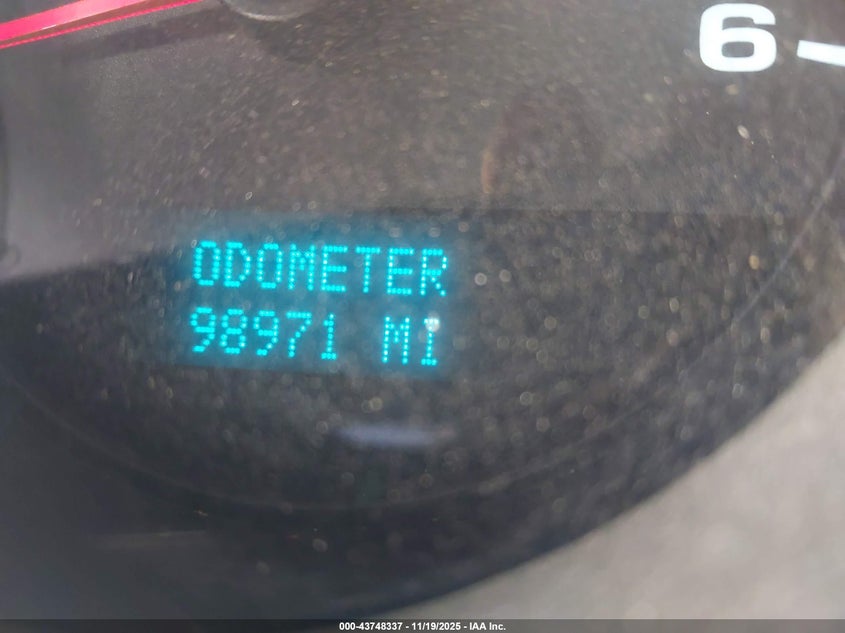 6
ODOMETER
98971 MI
000-43748337 - 11/19/2025 - IAA Inc.